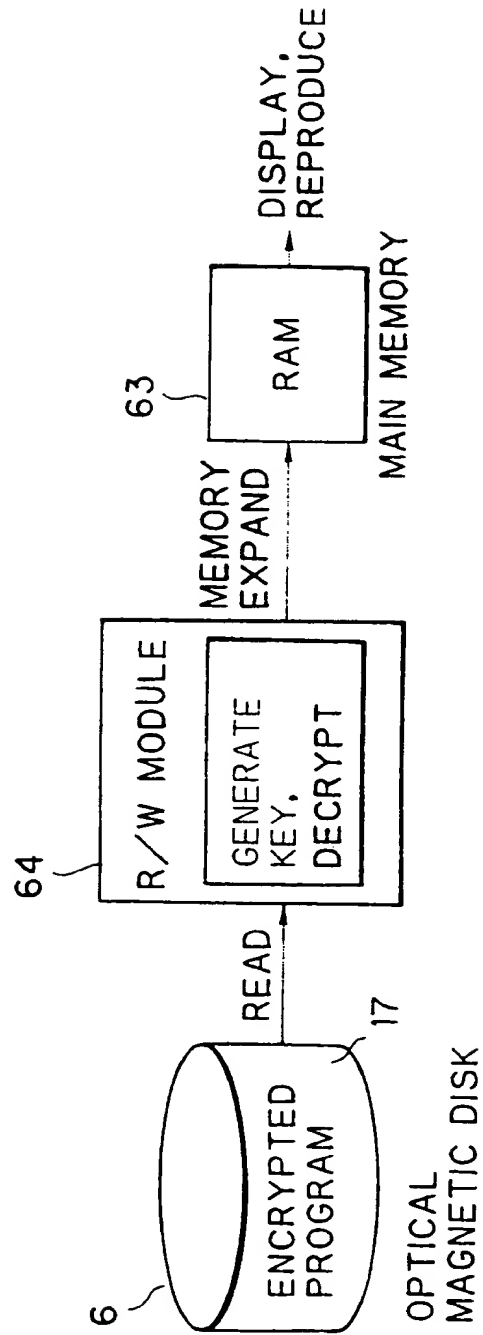 6
ENCRYPTED
PROGRAM
17
OPTICAL
MAGNETIC DISK
READ
64
R/W MODULE
GENERATE
KEY,
DECRYPT
MEMORY
EXPAND
63
RAM
MAIN MEMORY
DISPLAY,
REPRODUCE